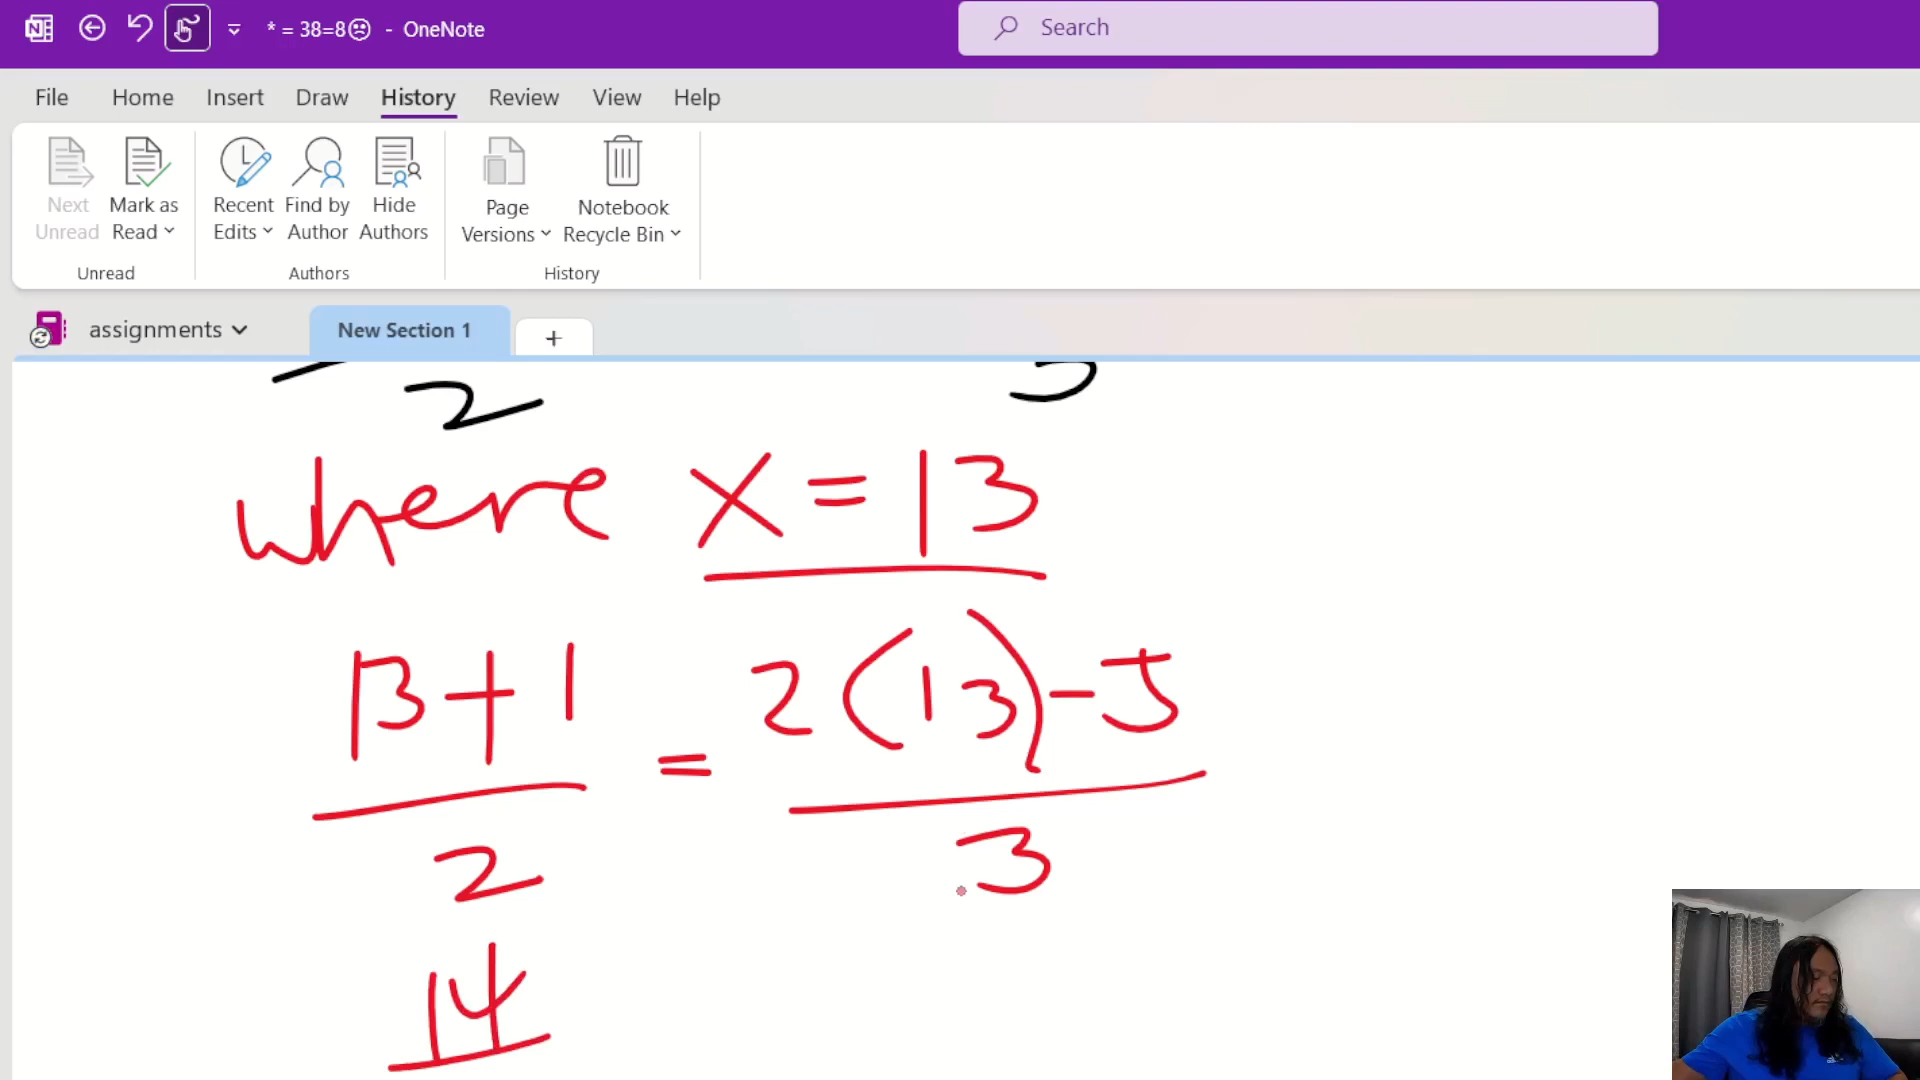 * = 38=8☹ - OneNote
Search
File Home Insert Draw History Review View Help
Next Unread
Mark as Read
Recent Edits
Find by Author
Hide Authors
Page Versions
Notebook Recycle Bin
Unread Authors History
assignments New Section 1 +
2
where x = 13
13+1 = 2(13)-5
2 3
14